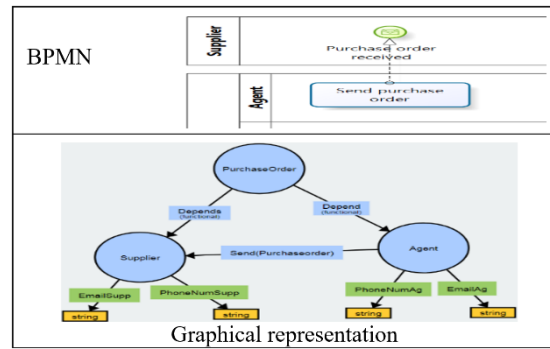 BPMN
Supplier
Purchase order
received
Agent
Send purchase
order
PurchaseOrder
Depends
(functional)
Depend
(functional)
Supplier
Send(Purchaseorder)
Agent
EmailSupp
PhoneNumSupp
PhoneNumAg
EmailAg
string
string
string
string
Graphical representation